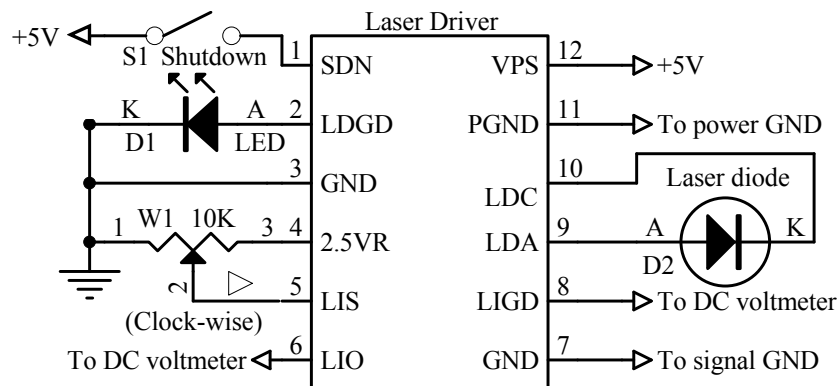 Laser Driver
+5V
S1 Shutdown
1 SDN
VPS 12 +5V
K A
D1 LED
2 LDGD
PGND 11 To power GND
3 GND
LDC 10
Laser diode
1 W1 10K 3 4 2.5VR
LDA 9 A K
D2
2
5 LIS
LIGD 8 To DC voltmeter
(Clock-wise)
To DC voltmeter 6 LIO
GND 7 To signal GND